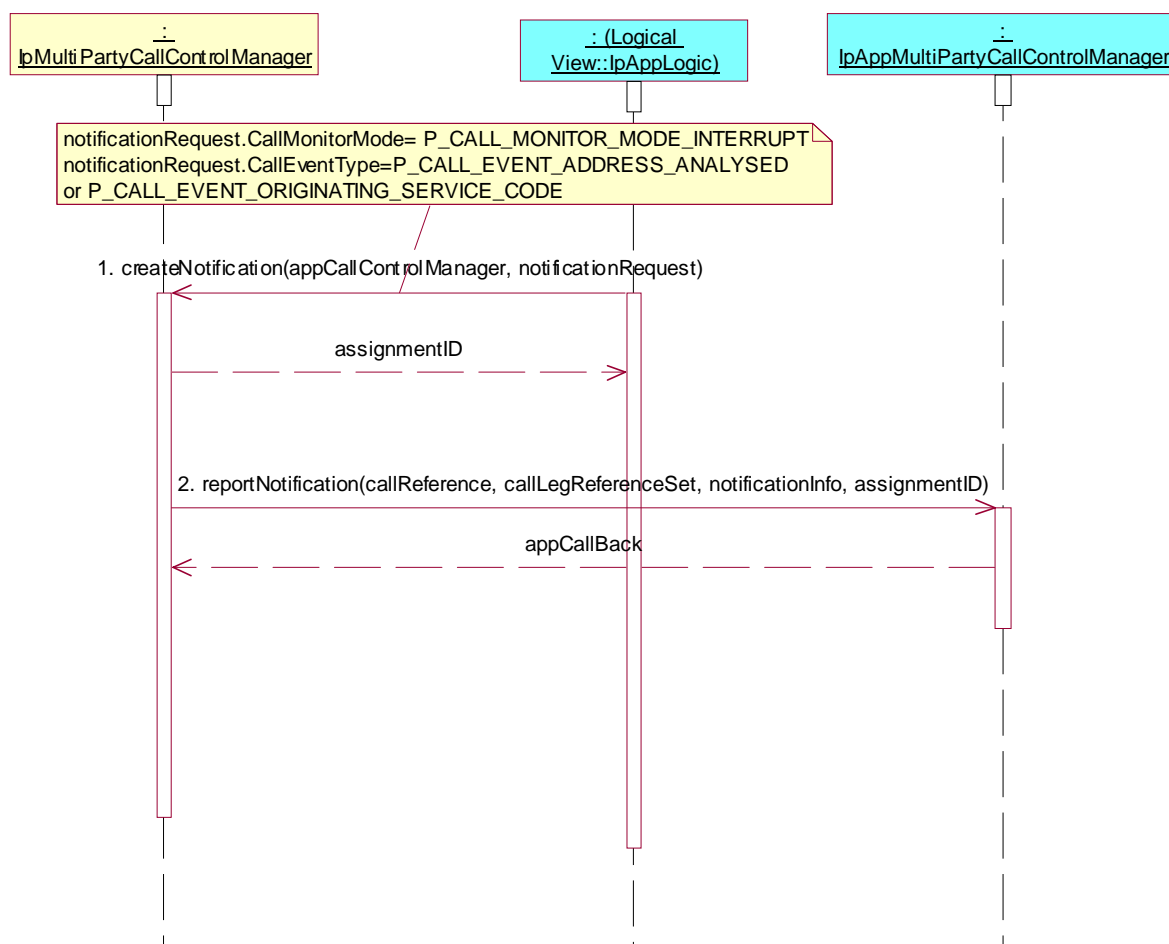 :
IpMultiPartyCallControlManager
: (Logical
View::IpAppLogic)
:
IpAppMultiPartyCallControlManager
notificationRequest.CallMonitorMode= P_CALL_MONITOR_MODE_INTERRUPT
notificationRequest.CallEventType=P_CALL_EVENT_ADDRESS_ANALYSED
or P_CALL_EVENT_ORIGINATING_SERVICE_CODE
1. createNotification(appCallControlManager, notificationRequest)
assignmentID
2. reportNotification(callReference, callLegReferenceSet, notificationInfo, assignmentID)
appCallBack